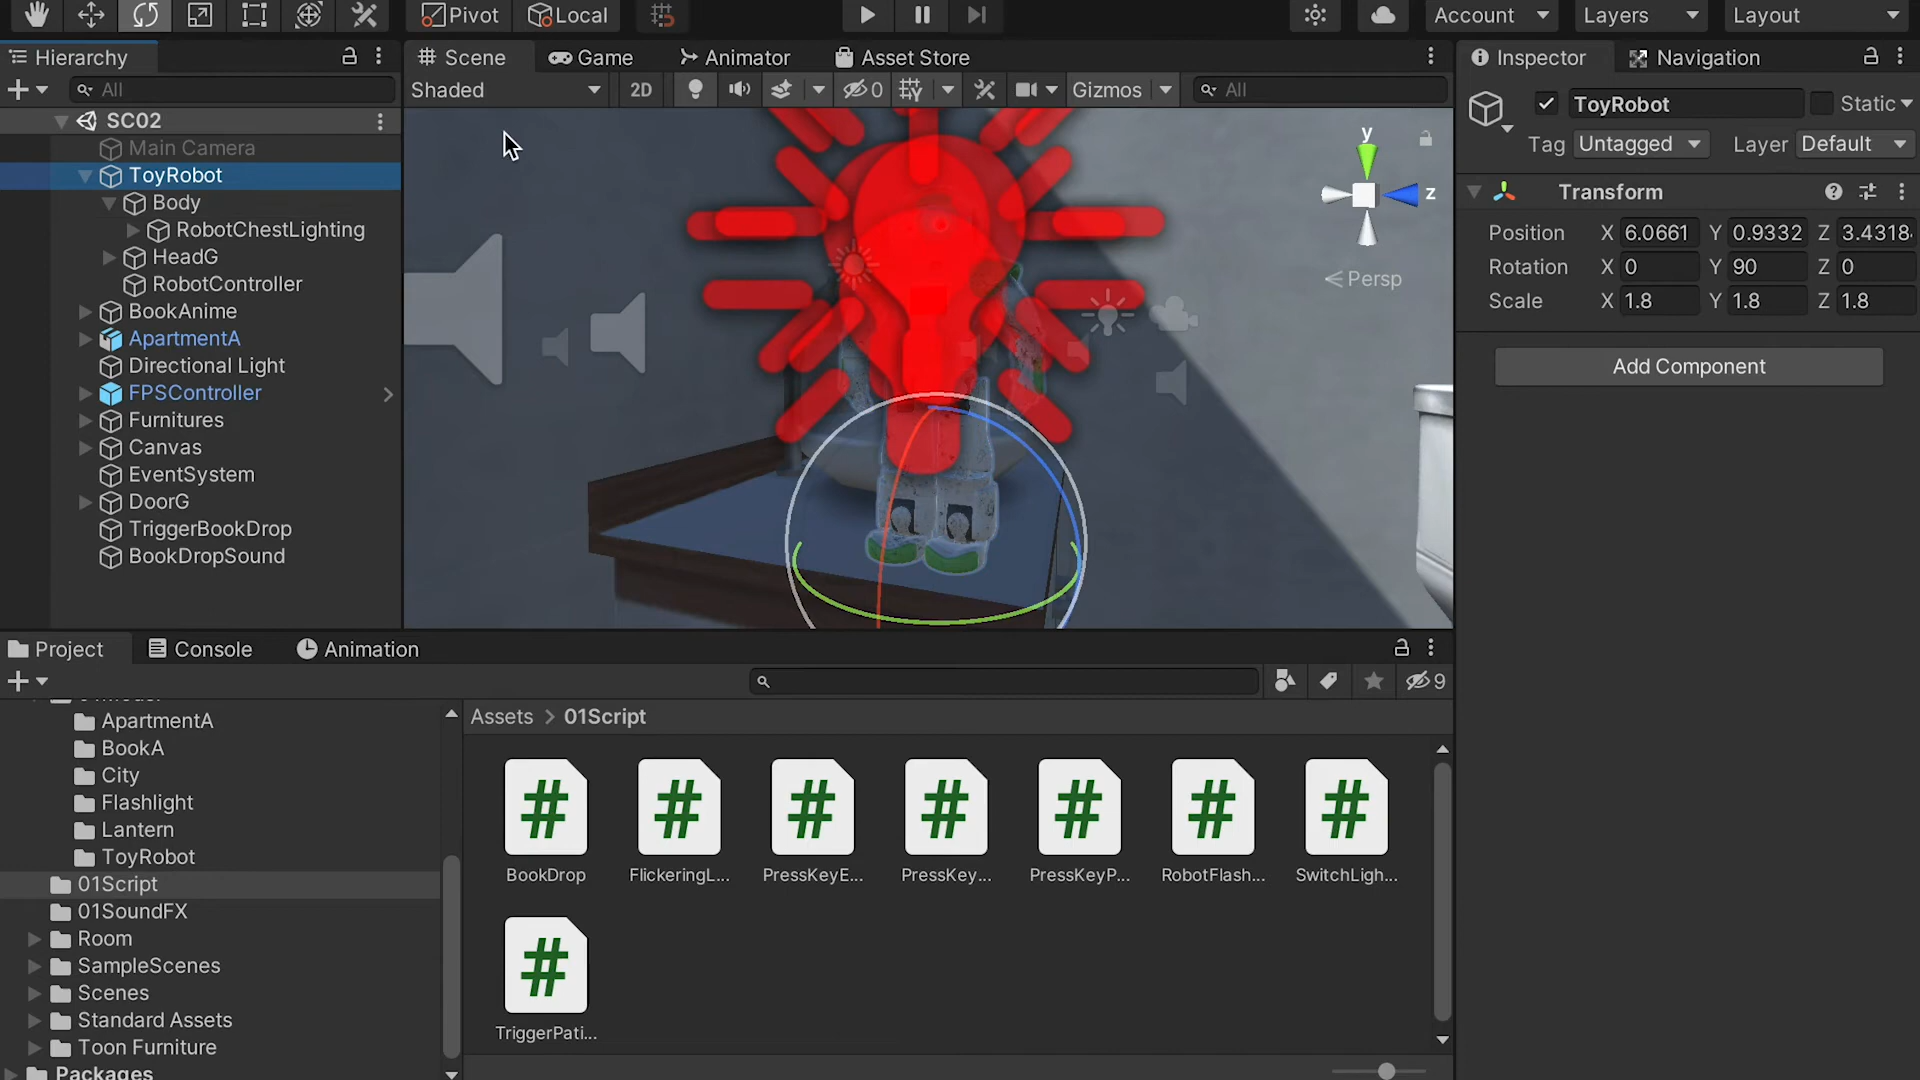 Pivot Local Account Layers Layout
Hierarchy Scene Game Animator Asset Store Inspector Navigation
All Shaded 2D 0 Gizmos All
SC02
Main Camera
ToyRobot
Body
RobotChestLighting
HeadG
RobotController
BookAnime
ApartmentA
Directional Light
FPSController
Furnitures
Canvas
EventSystem
DoorG
TriggerBookDrop
BookDropSound
y
z
Persp
ToyRobot Static
Tag Untagged Layer Default
Transform
Position X 6.0661 Y 0.9332 Z 3.4318
Rotation X 0 Y 90 Z 0
Scale X 1.8 Y 1.8 Z 1.8
Add Component
Project Console Animation
9
ApartmentA
BookA
City
Flashlight
Lantern
ToyRobot
01Script
01SoundFX
Room
SampleScenes
Scenes
Standard Assets
Toon Furniture
Packages
Assets > 01Script
BookDrop FlickeringL... PressKeyE... PressKey... PressKeyP... RobotFlash... SwitchLigh...
TriggerPati...